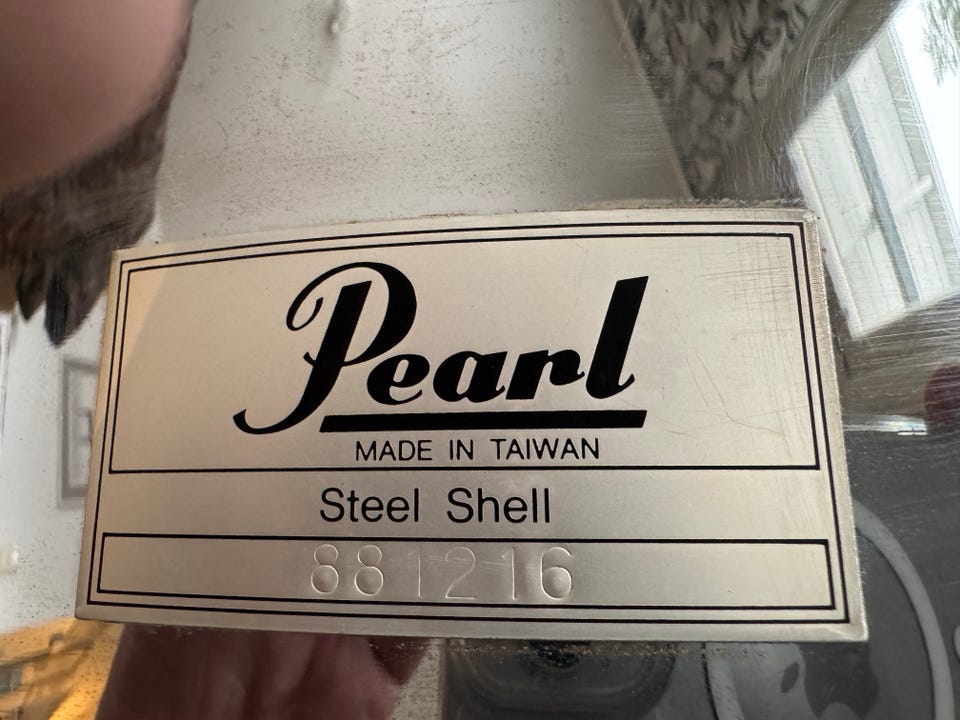 Pearl
MADE IN TAIWAN
Steel Shell
881216